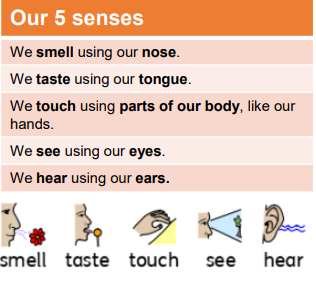 Our 5 senses
We smell using our nose.
We taste using our tongue.
We touch using parts of our body, like our
hands.
We see using our eyes.
We hear using our ears.
smell taste touch see hear